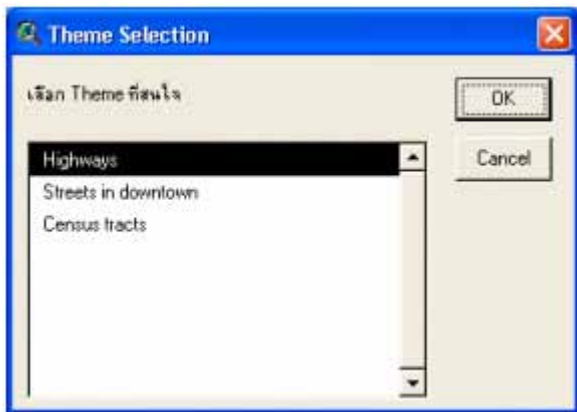 Theme Selection
เลือก Theme ที่สนใจ
OK
Highways
Cancel
Streets in downtown
Census tracts